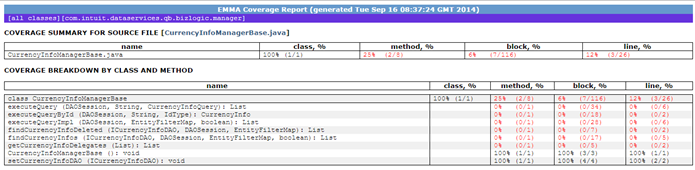 EMMA Coverage Report (generated Tue Sep 16 08:37:24 GMT 2014)
[all classes][com.intuit.dataservices.qb.bizlogic.manager]
COVERAGE SUMMARY FOR SOURCE FILE [CurrencyInfoManagerBase.java]
name class, % method, % block, % line, %
CurrencyInfoManagerBase.java 100% (1/1) 25% (2/8) 6% (7/116) 12% (3/26)
COVERAGE BREAKDOWN BY CLASS AND METHOD
name class, % method, % block, % line, %
class CurrencyInfoManagerBase 100% (1/1) 25% (2/8) 6% (7/116) 12% (3/26)
executeQuery (DAOSession, String, CurrencyInfoQuery): List 0% (0/1) 0% (0/34) 0% (0/6)
executeQueryById (DAOSession, String, IdType): CurrencyInfo 0% (0/1) 0% (0/18) 0% (0/2)
executeQueryImpl (DAOSession, EntityFilterMap, boolean): List 0% (0/1) 0% (0/28) 0% (0/6)
findCurrencyInfoDeleted (ICurrencyInfoDAO, DAOSession, EntityFilterMap): List 0% (0/1) 0% (0/7) 0% (0/2)
findCurrencyInfos (ICurrencyInfoDAO, DAOSession, EntityFilterMap, boolean): List 0% (0/1) 0% (0/17) 0% (0/5)
getCurrencyInfoDelegates (List): List 0% (0/1) 0% (0/5) 0% (0/2)
CurrencyInfoManagerBase (): void 100% (1/1) 100% (3/3) 100% (1/1)
setCurrencyInfoDAO (ICurrencyInfoDAO): void 100% (1/1) 100% (4/4) 100% (2/2)